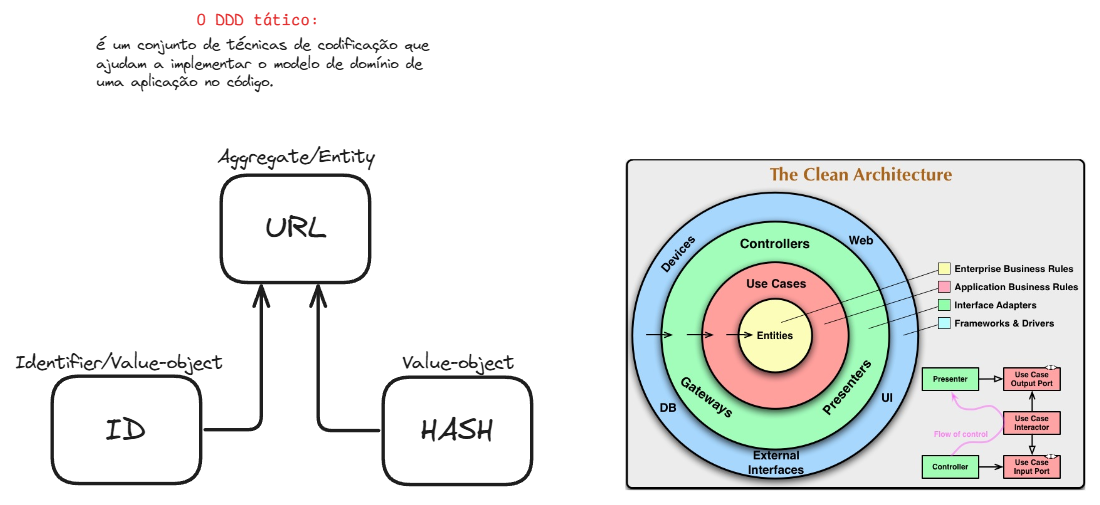 O DDD tático:
é um conjunto de técnicas de codificação que
ajudam a implementar o modelo de domínio de
uma aplicação no código.
Aggregate/Entity
URL
Identifier/Value-object
ID
Value-object
HASH
The Clean Architecture
Devices
Web
Controllers
Use Cases
Entities
Gateways
Presenters
DB
UI
External
Interfaces
Enterprise Business Rules
Application Business Rules
Interface Adapters
Frameworks & Drivers
Presenter
Use Case
Output Port
Flow of control
Use Case
Interactor
Controller
Use Case
Input Port